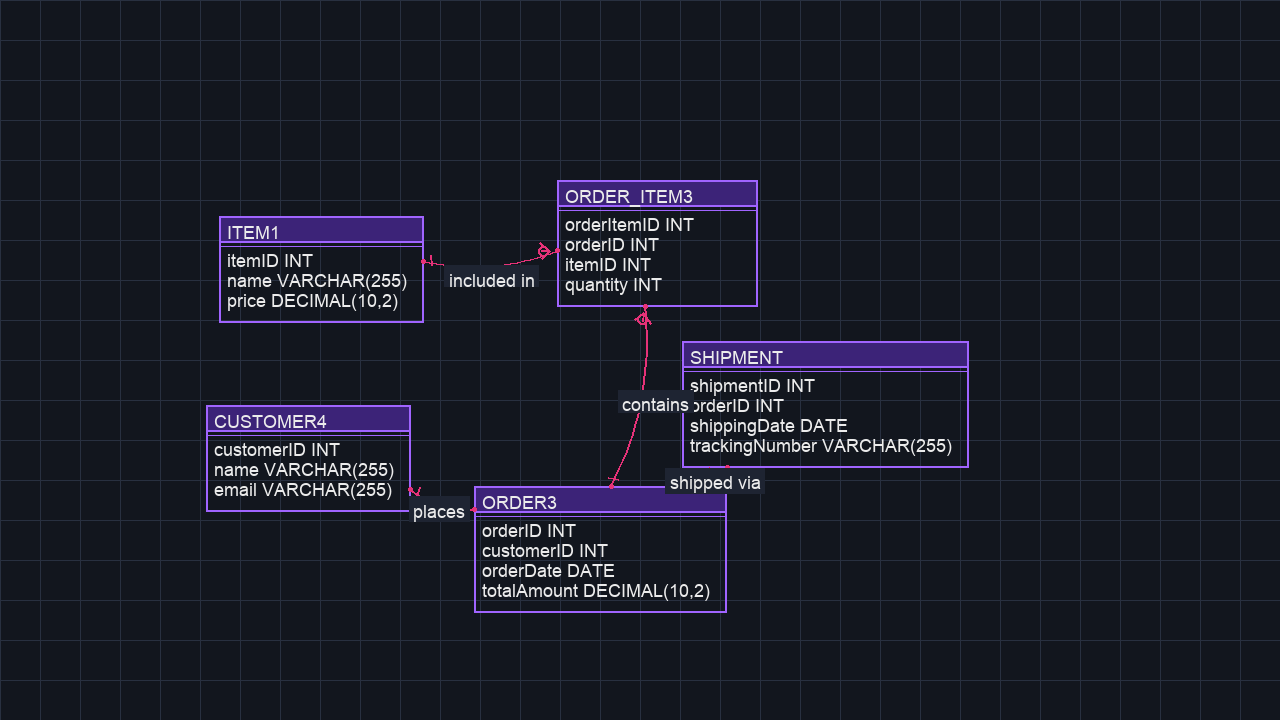 ORDER_ITEM3
orderItemID INT
orderID INT
itemID INT
quantity INT
ITEM1
itemID INT
name VARCHAR(255)
price DECIMAL(10,2)
included in
SHIPMENT
shipmentID INT
orderID INT
shippingDate DATE
trackingNumber VARCHAR(255)
contains
CUSTOMER4
customerID INT
name VARCHAR(255)
email VARCHAR(255)
shipped via
places
ORDER3
orderID INT
customerID INT
orderDate DATE
totalAmount DECIMAL(10,2)